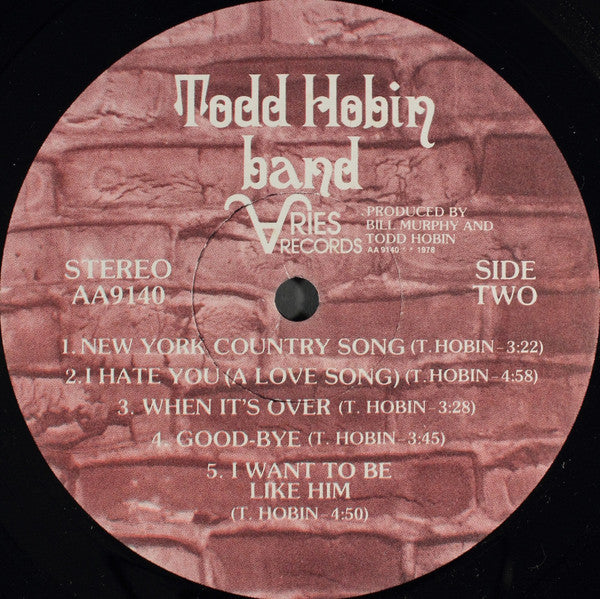 Todd Hobin
band
ARIES
RECORDS
PRODUCED BY
BILL MURPHY AND
TODD HOBIN
AA 9140 1978
STEREO
AA9140
SIDE
TWO
1. NEW YORK COUNTRY SONG (T. HOBIN–3:22)
2. I HATE YOU (A LOVE SONG) (T. HOBIN–4:58)
3. WHEN IT'S OVER (T. HOBIN–3:28)
4. GOOD-BYE (T. HOBIN–3:45)
5. I WANT TO BE
LIKE HIM
(T. HOBIN–4:50)